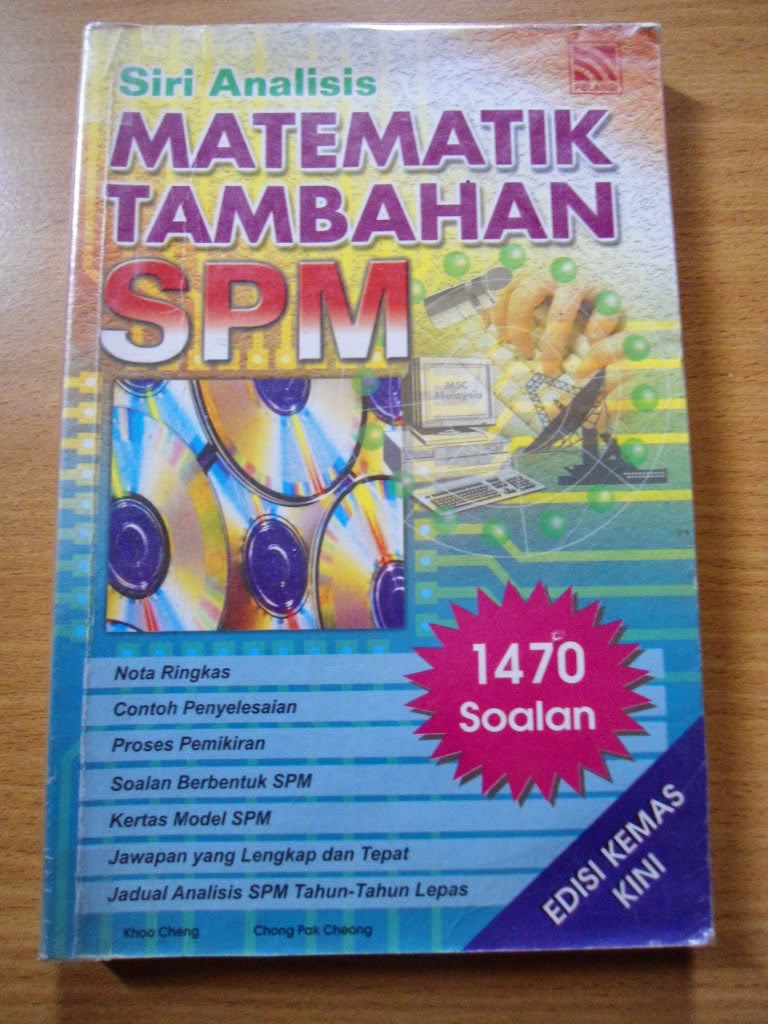 Siri Analisis
PELANGI
MATEMATIK
TAMBAHAN
SPM
MSC
Malaysia
1470
Soalan
Nota Ringkas
Contoh Penyelesaian
Proses Pemikiran
Soalan Berbentuk SPM
Kertas Model SPM
Jawapan yang Lengkap dan Tepat
Jadual Analisis SPM Tahun-Tahun Lepas
EDISI KEMAS
KINI
Khoo Cheng Chong Pak Cheong